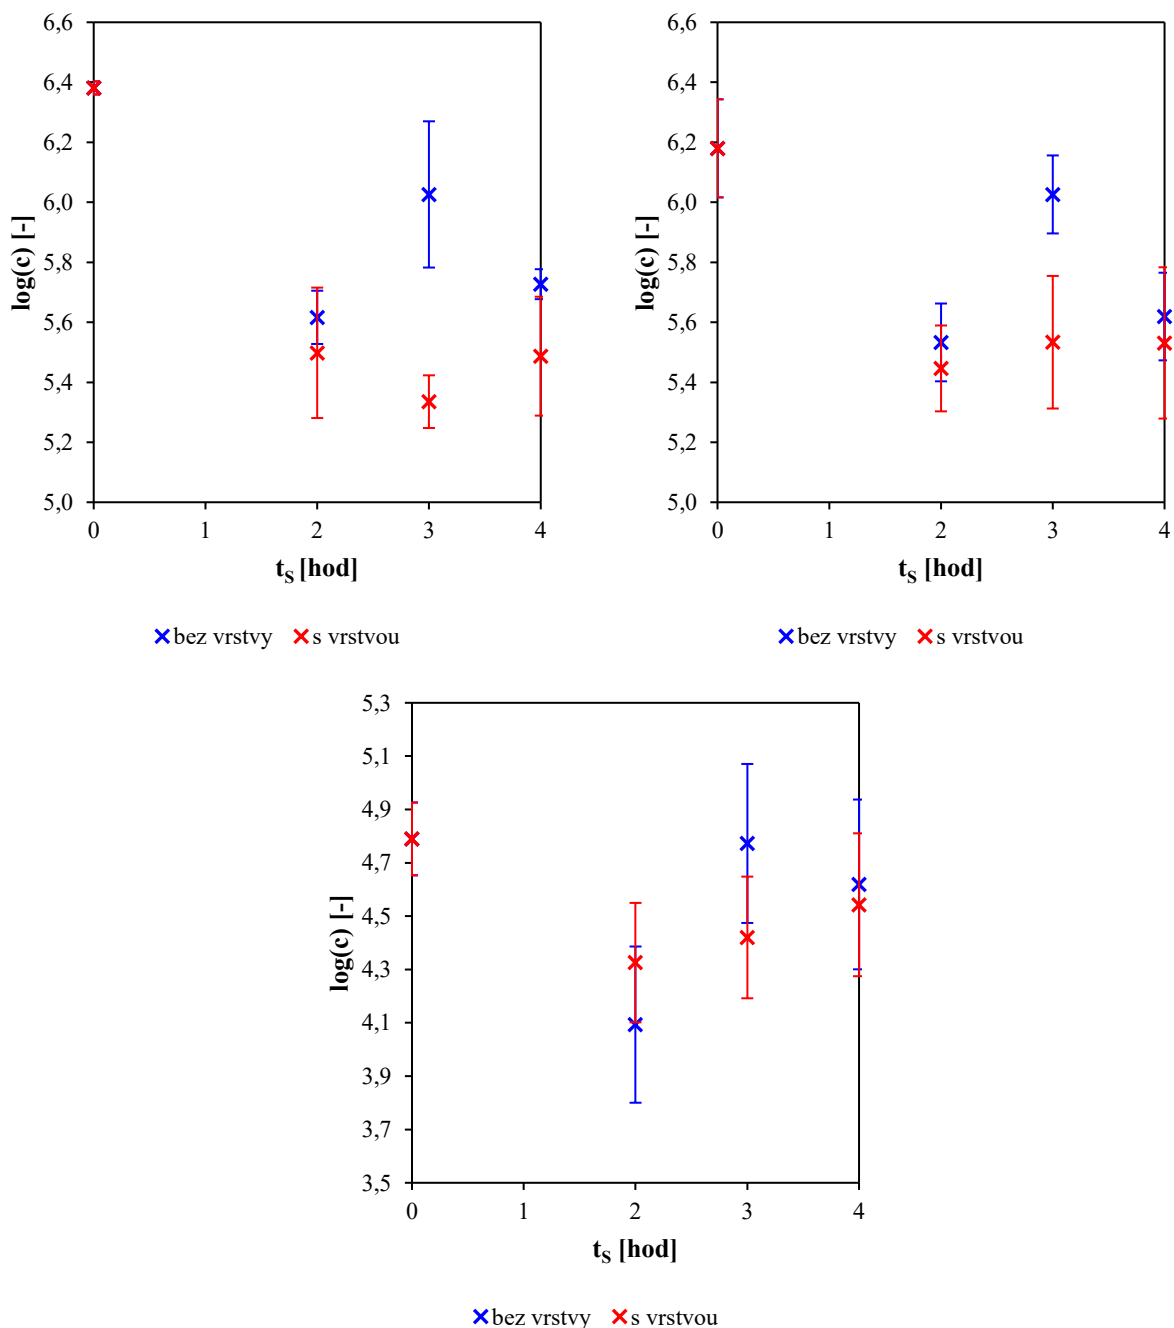 6,6
6,4
6,2
6,0
5,8
5,6
5,4
5,2
5,0
log(c) [-]
0 1 2 3 4
t_S [hod]
bez vrstvy s vrstvou
6,6
6,4
6,2
6,0
5,8
5,6
5,4
5,2
5,0
log(c) [-]
0 1 2 3 4
t_S [hod]
bez vrstvy s vrstvou
5,3
5,1
4,9
4,7
4,5
4,3
4,1
3,9
3,7
3,5
log(c) [-]
0 1 2 3 4
t_S [hod]
bez vrstvy s vrstvou